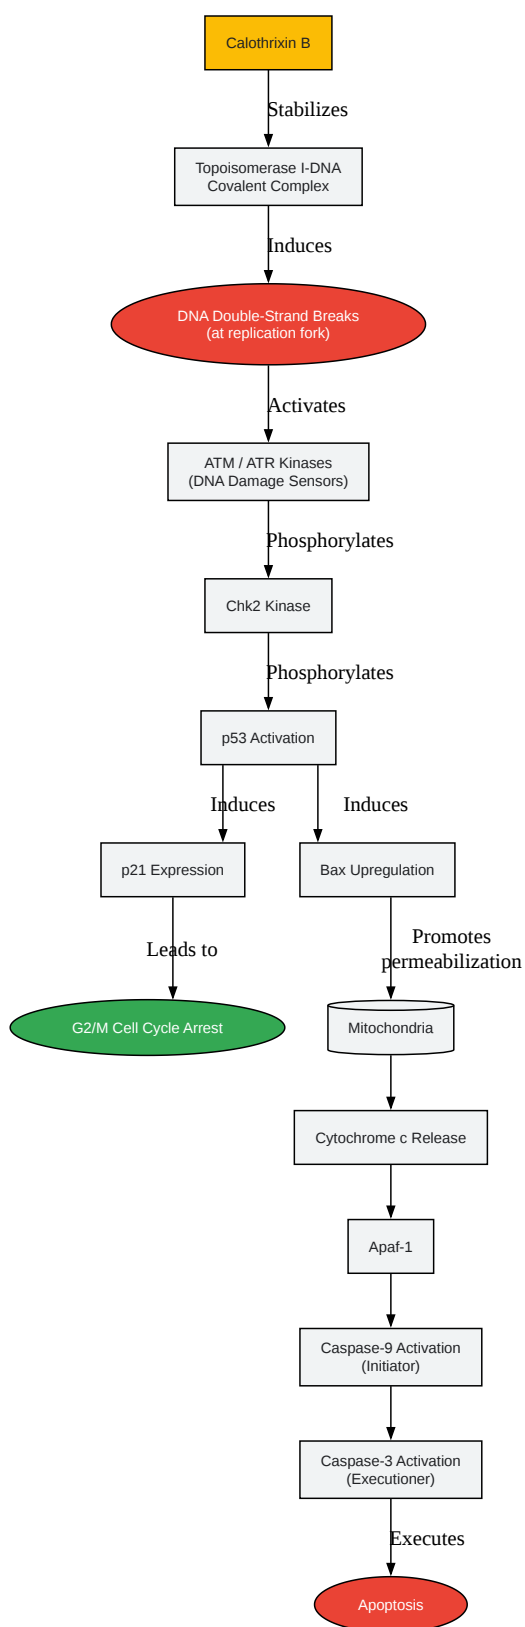 Calothrixin B
Stabilizes
Topoisomerase I-DNA
Covalent Complex
Induces
DNA Double-Strand Breaks
(at replication fork)
Activates
ATM / ATR Kinases
(DNA Damage Sensors)
Phosphorylates
Chk2 Kinase
Phosphorylates
p53 Activation
Induces
Induces
p21 Expression
Bax Upregulation
Leads to
Promotes
permeabilization
G2/M Cell Cycle Arrest
Mitochondria
Cytochrome c Release
Apaf-1
Caspase-9 Activation
(Initiator)
Caspase-3 Activation
(Executioner)
Executes
Apoptosis